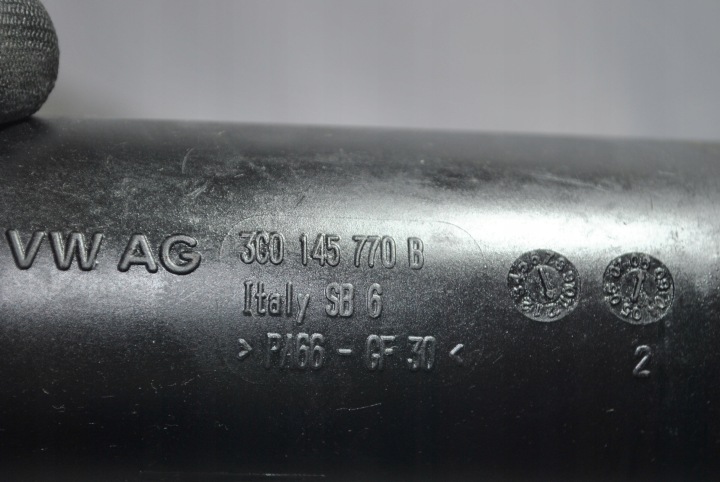 VW AG 3C0 145 770 B
Italy SB 6
> PA66 - GF 30 <
2